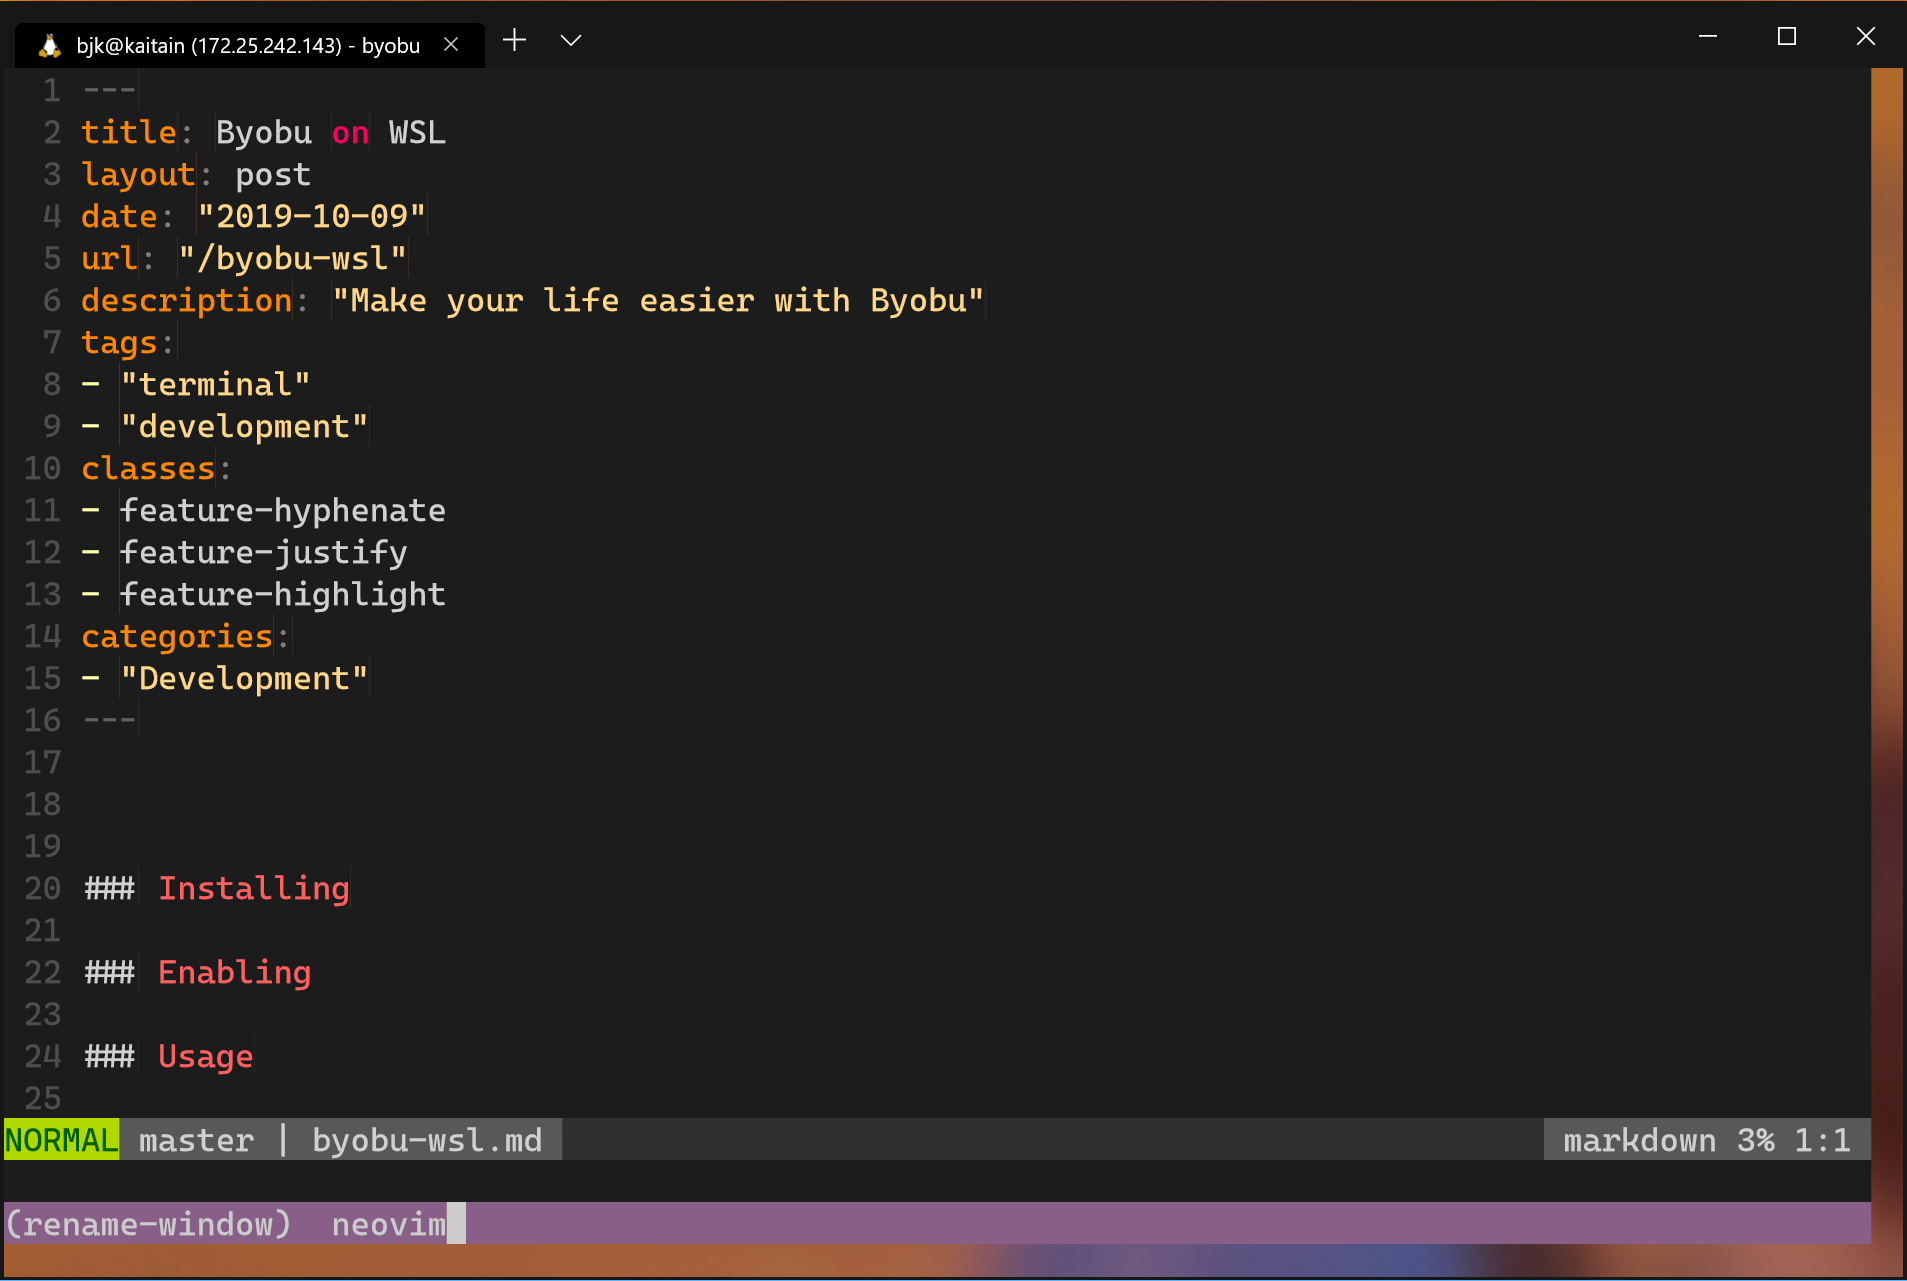 bjk@kaitain (172.25.242.143) - byobu
1 ---
2 title: Byobu on WSL
3 layout: post
4 date: "2019-10-09"
5 url: "/byobu-wsl"
6 description: "Make your life easier with Byobu"
7 tags:
8 - "terminal"
9 - "development"
10 classes:
11 - feature-hyphenate
12 - feature-justify
13 - feature-highlight
14 categories:
15 - "Development"
16 ---
17
18
19
20 ### Installing
21
22 ### Enabling
23
24 ### Usage
25
NORMAL master | byobu-wsl.md markdown 3% 1:1
(rename-window) neovim